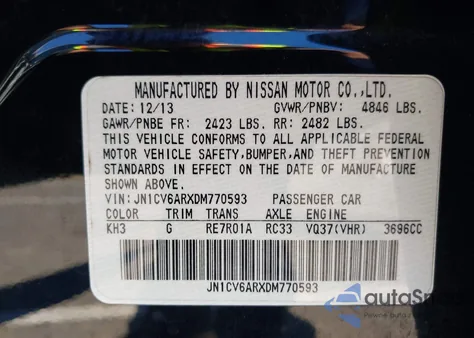 MANUFACTURED BY NISSAN MOTOR CO.,LTD.
DATE: 12/13 GVWR/PNBV: 4846 LBS.
GAWR/PNBE FR: 2423 LBS. RR: 2482 LBS.
THIS VEHICLE CONFORMS TO ALL APPLICABLE FEDERAL
MOTOR VEHICLE SAFETY, BUMPER, AND THEFT PREVENTION
STANDARDS IN EFFECT ON THE DATE OF MANUFACTURE
SHOWN ABOVE.
VIN: JN1CV6ARXDM770593 PASSENGER CAR
COLOR TRIM TRANS AXLE ENGINE
KH3 G RE7R01A RC33 VQ37(VHR) 3696CC
JN1CV6ARXDM770593